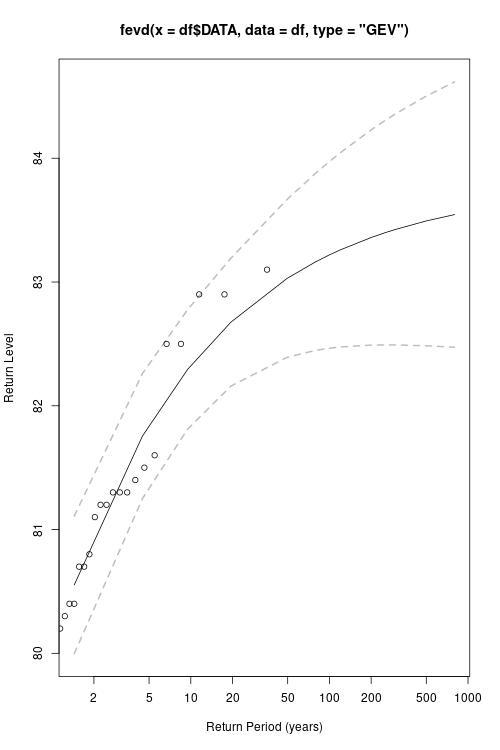 fevd(x = df$DATA, data = df, type = "GEV")
84
83
82
81
80
Return Level
2 5 10 20 50 100 200 500 1000
Return Period (years)